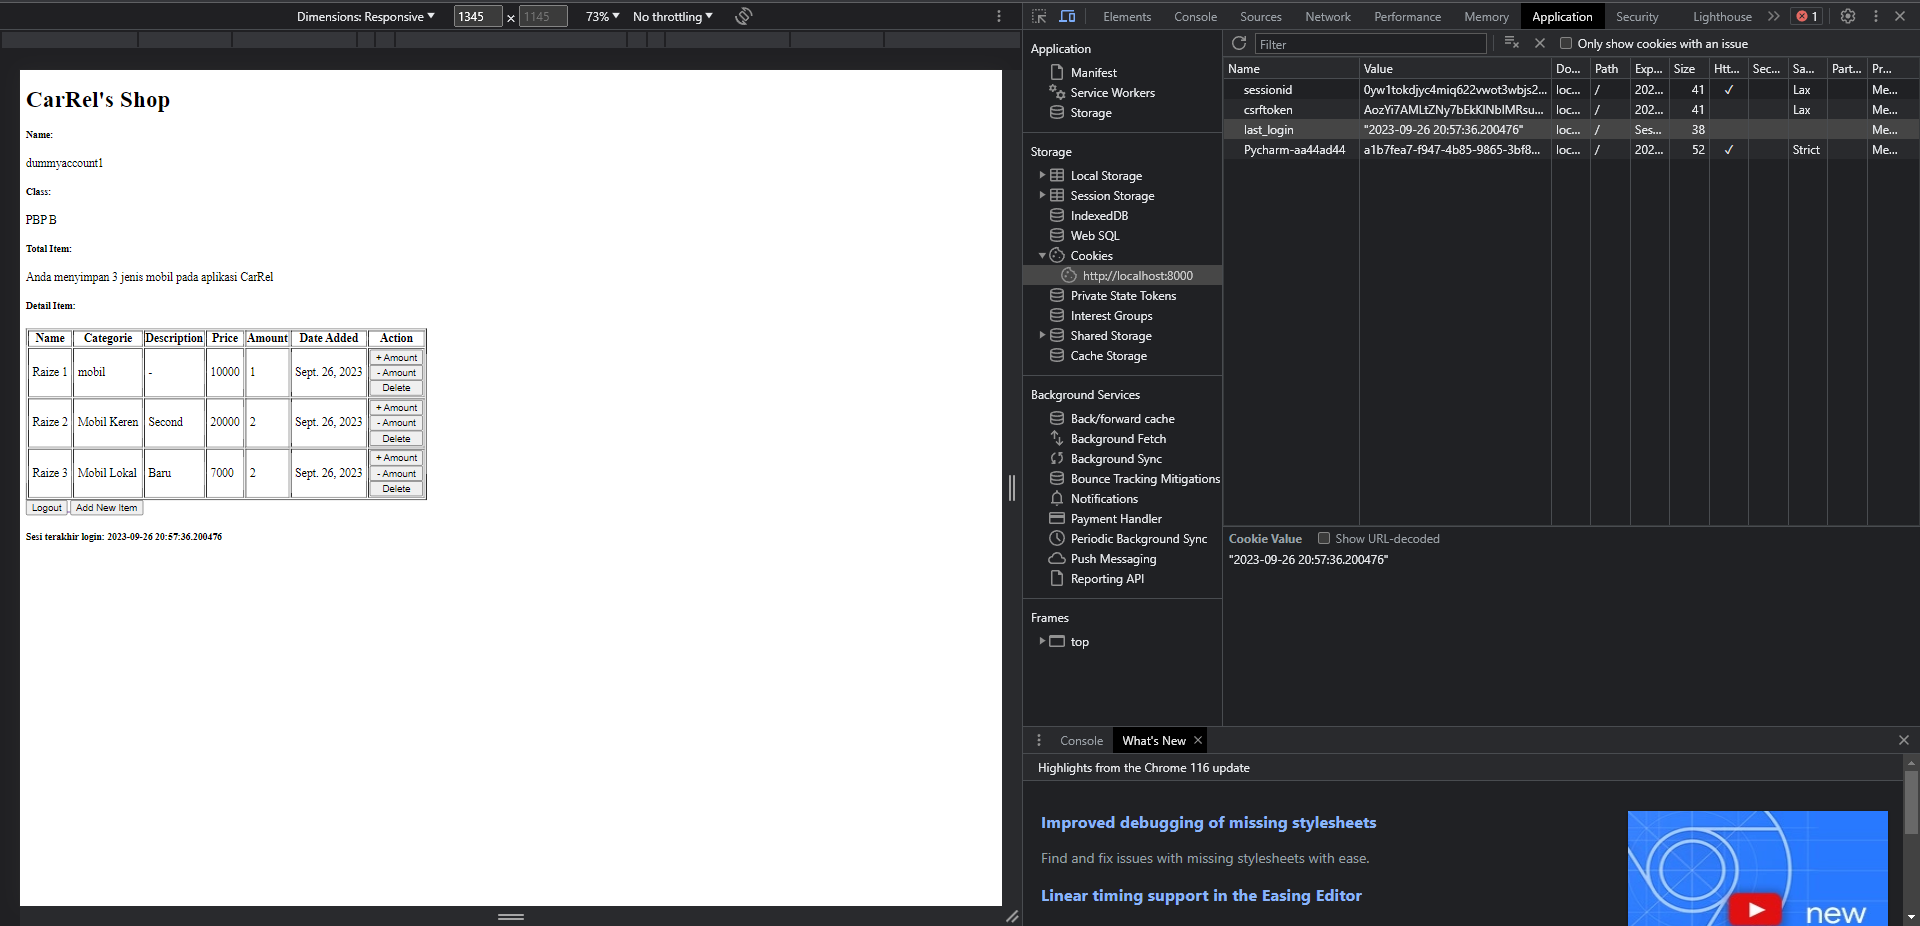 Dimensions: Responsive 1345 × 1145 73% No throttling
CarRel's Shop
Name:
dummyaccount1
Class:
PBP B
Total Item:
Anda menyimpan 3 jenis mobil pada aplikasi CarRel
Detail Item:
Name Categorie Description Price Amount Date Added Action
Raize 1 mobil - 10000 1 Sept. 26, 2023 + Amount - Amount Delete
Raize 2 Mobil Keren Second 20000 2 Sept. 26, 2023 + Amount - Amount Delete
Raize 3 Mobil Lokal Baru 7000 2 Sept. 26, 2023 + Amount - Amount Delete
Logout Add New Item
Sesi terakhir login: 2023-09-26 20:57:36.200476
Elements Console Sources Network Performance Memory Application Security Lighthouse 1
Application
Manifest
Service Workers
Storage
Storage
Local Storage
Session Storage
IndexedDB
Web SQL
Cookies
http://localhost:8000
Private State Tokens
Interest Groups
Shared Storage
Cache Storage
Background Services
Back/forward cache
Background Fetch
Background Sync
Bounce Tracking Mitigations
Notifications
Payment Handler
Periodic Background Sync
Push Messaging
Reporting API
Frames
top
Filter Only show cookies with an issue
Name Value Do... Path Exp... Size Htt... Sec... Sa... Part... Pr...
sessionid 0yw1tokdjyc4miq622vwot3wbjs2... loc... / 202... 41 ✓ Lax Me...
csrftoken AozYi7AMLtZNy7bEkKlNblMRsu... loc... / 202... 41 Lax Me...
last_login "2023-09-26 20:57:36.200476" loc... / Ses... 38 Me...
Pycharm-aa44ad44 a1b7fea7-f947-4b85-9865-3bf8... loc... / 202... 52 ✓ Strict Me...
Cookie Value Show URL-decoded
"2023-09-26 20:57:36.200476"
Console What's New
Highlights from the Chrome 116 update
Improved debugging of missing stylesheets
Find and fix issues with missing stylesheets with ease.
Linear timing support in the Easing Editor
new